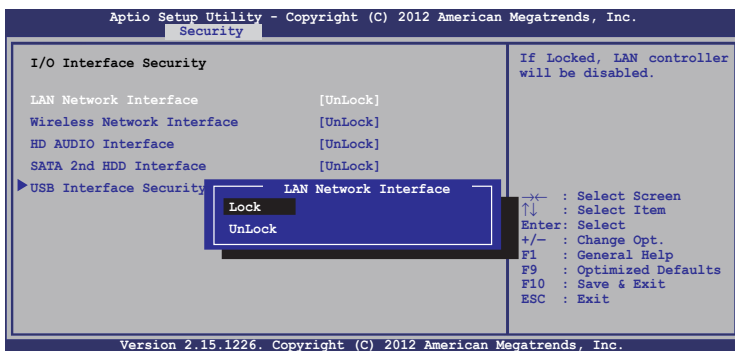 Aptio Setup Utility - Copyright (C) 2012 American Megatrends, Inc.
Security
I/O Interface Security
LAN Network Interface [UnLock]
Wireless Network Interface [UnLock]
HD AUDIO Interface [UnLock]
SATA 2nd HDD Interface [UnLock]
USB Interface Security
LAN Network Interface
Lock
UnLock
If Locked, LAN controller
will be disabled.
→← : Select Screen
↑↓ : Select Item
Enter: Select
+/— : Change Opt.
F1 : General Help
F9 : Optimized Defaults
F10 : Save & Exit
ESC : Exit
Version 2.15.1226. Copyright (C) 2012 American Megatrends, Inc.